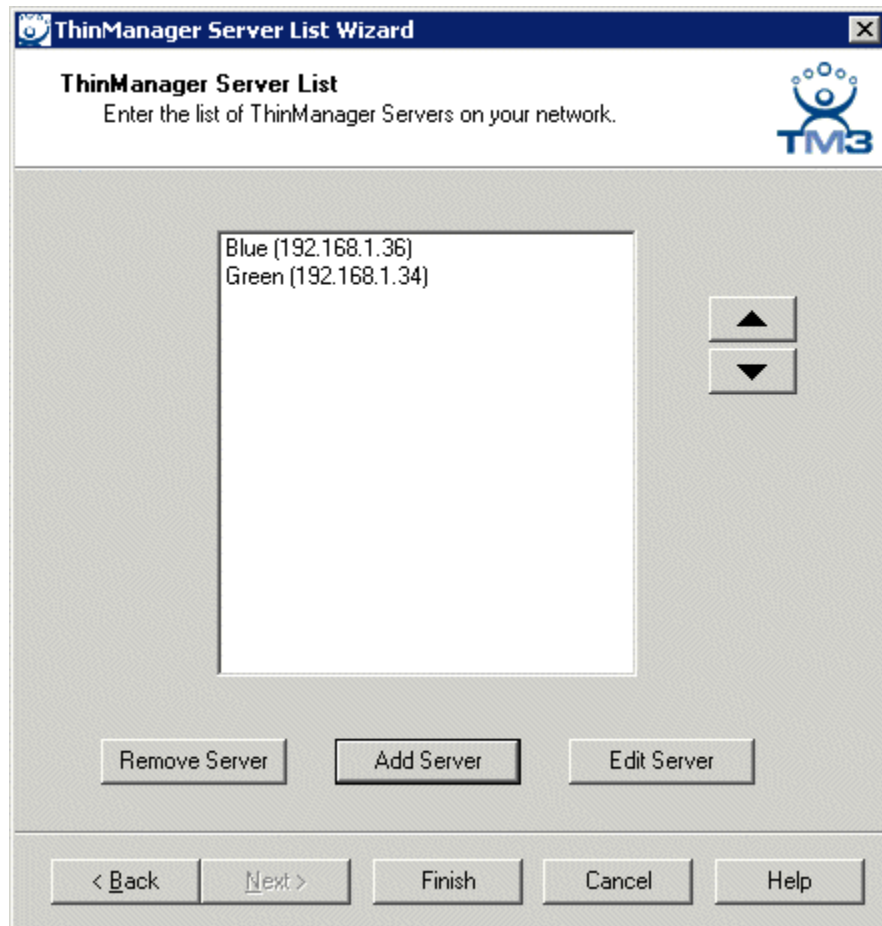 ThinManager Server List Wizard
ThinManager Server List
Enter the list of ThinManager Servers on your network.
TM3
Blue (192.168.1.36)
Green (192.168.1.34)
Remove Server
Add Server
Edit Server
< Back
Next >
Finish
Cancel
Help